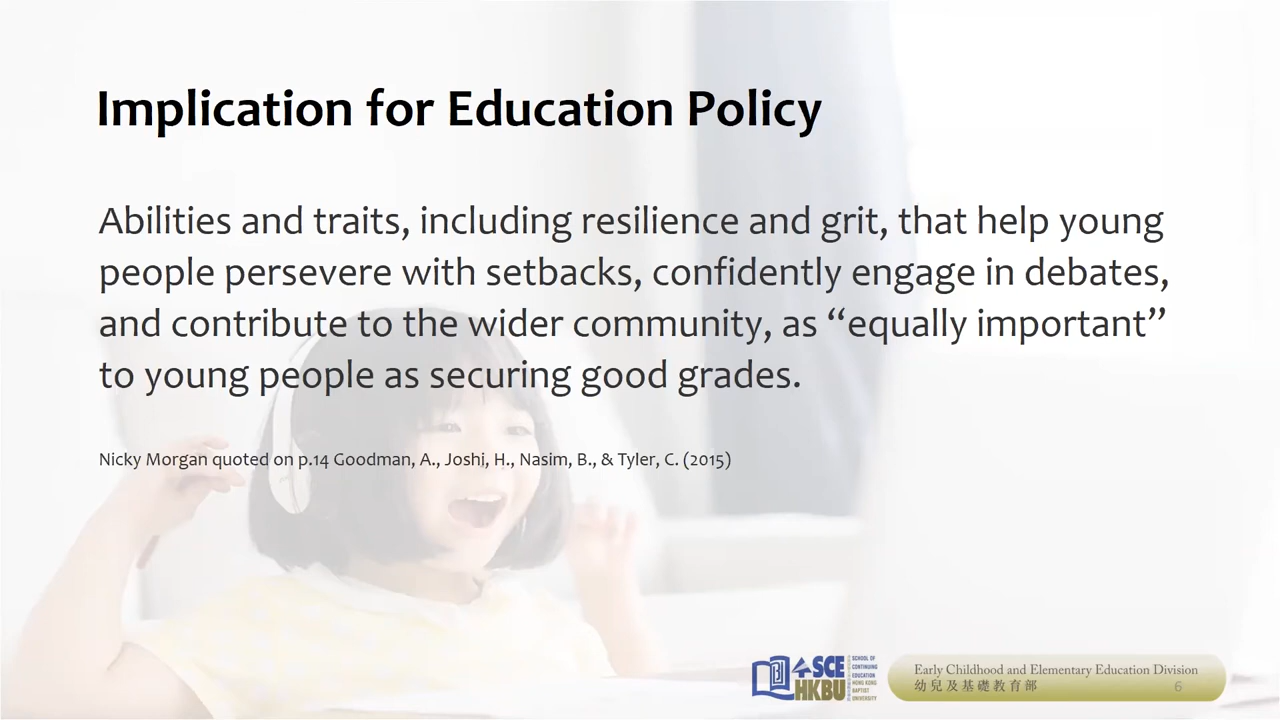 Implication for Education Policy
Abilities and traits, including resilience and grit, that help young
people persevere with setbacks, confidently engage in debates,
and contribute to the wider community, as “equally important”
to young people as securing good grades.
Nicky Morgan quoted on p.14 Goodman, A., Joshi, H., Nasim, B., & Tyler, C. (2015)
SCE
HKBU
SCHOOL OF
CONTINUING
EDUCATION
HONG KONG
BAPTIST
UNIVERSITY
Early Childhood and Elementary Education Division
幼兒及基礎教育部
6